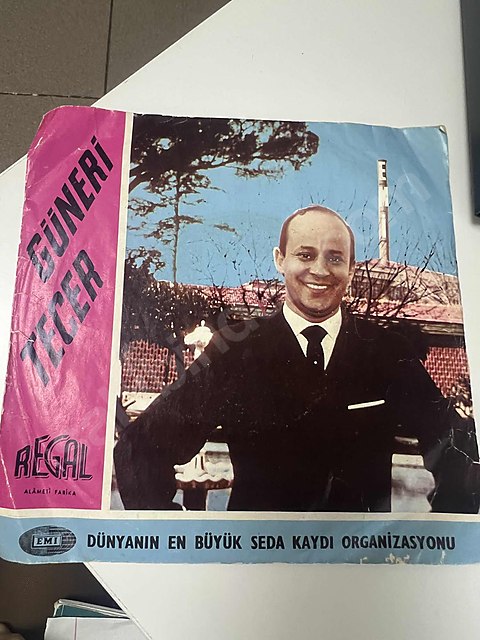 GÜNERİ
TECER
REGAL
ALÂMETİ FARİKA
EMI
DÜNYANIN EN BÜYÜK SEDA KAYDI ORGANİZASYONU